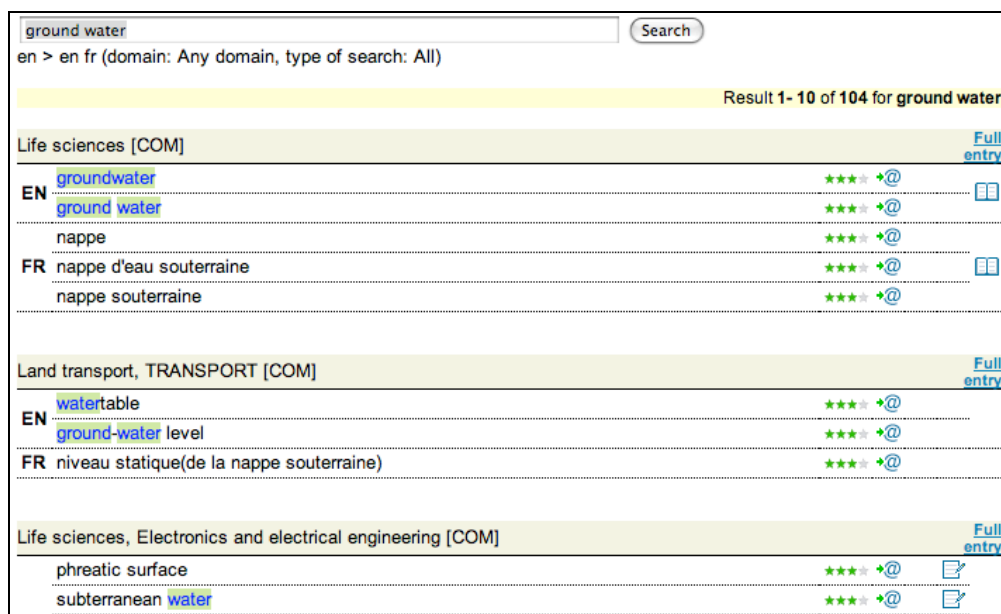 ground water Search
en > en fr (domain: Any domain, type of search: All)
Result 1- 10 of 104 for ground water
Life sciences [COM] Full entry
EN groundwater
ground water
nappe
FR nappe d'eau souterraine
nappe souterraine
Land transport, TRANSPORT [COM] Full entry
watertable
EN
ground-water level
FR niveau statique(de la nappe souterraine)
Life sciences, Electronics and electrical engineering [COM] Full entry
phreatic surface
subterranean water